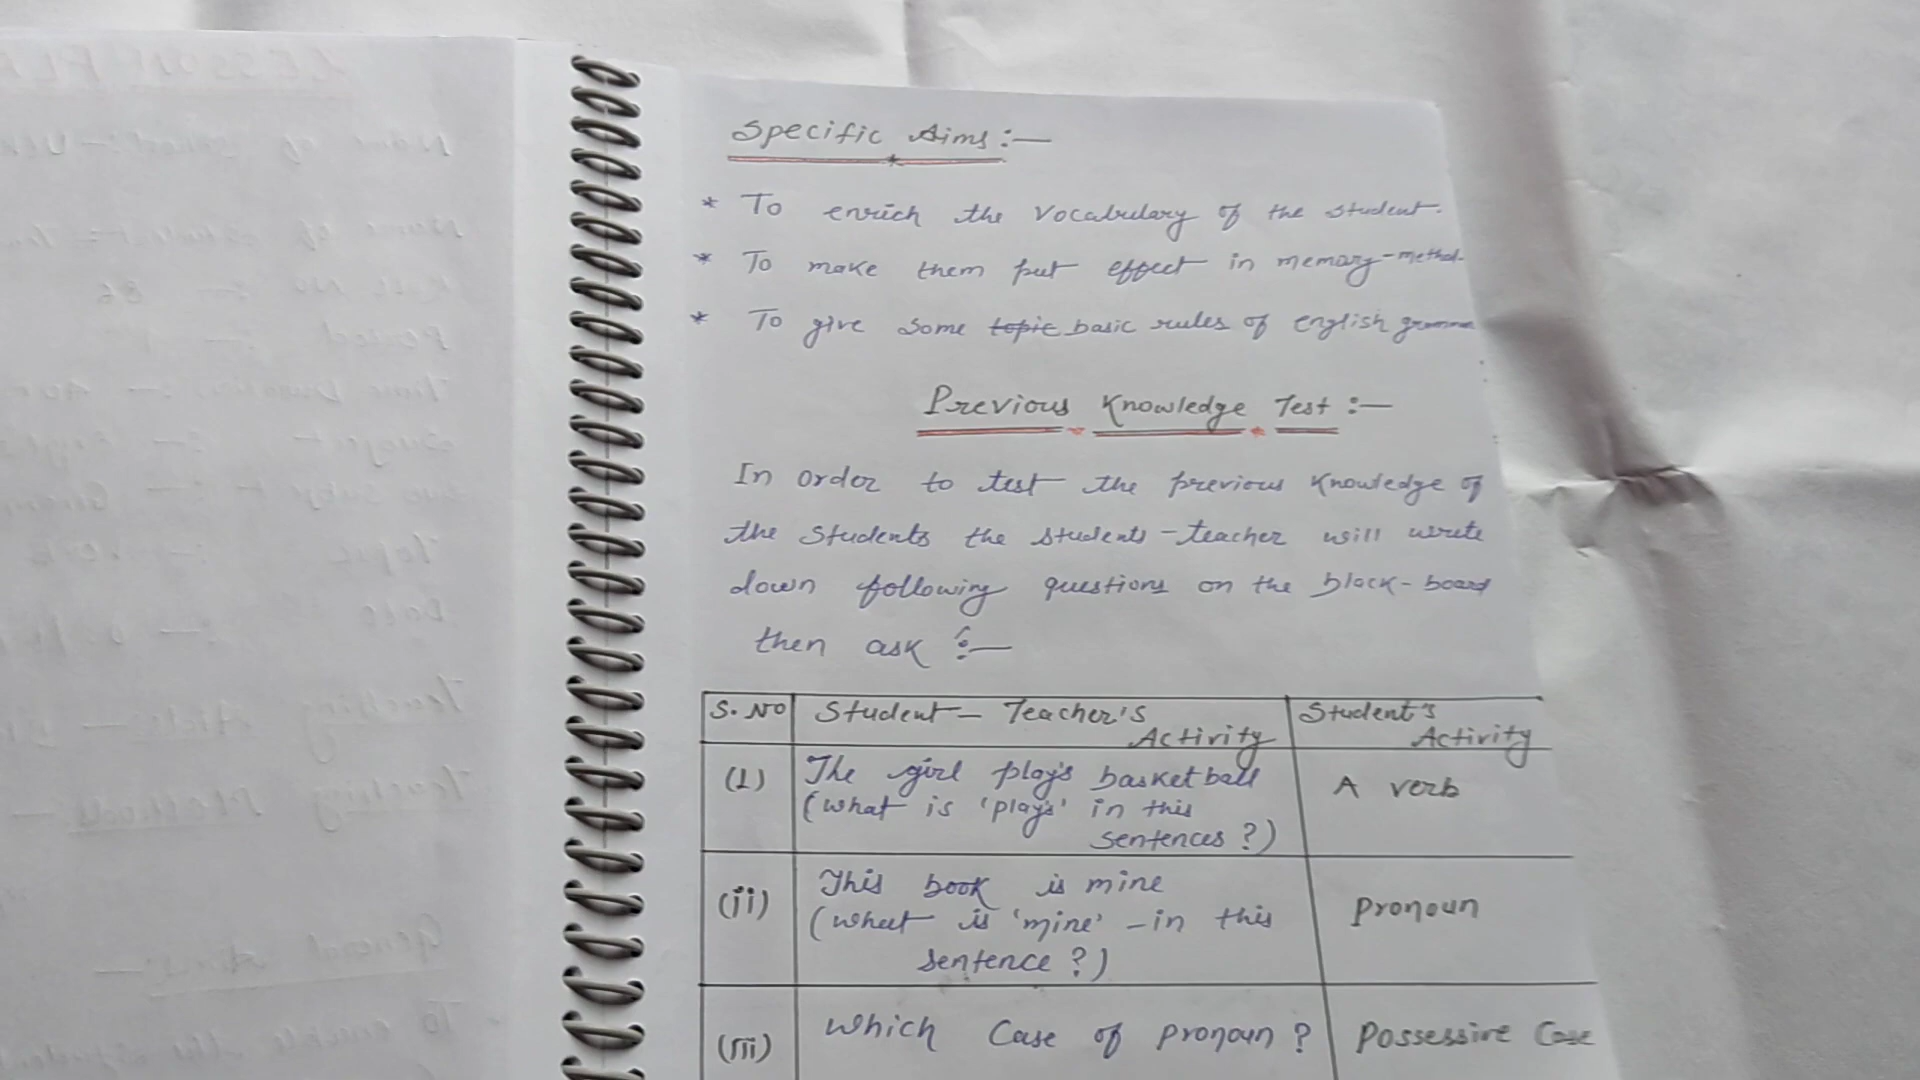 Specific Aims :—
* To enrich the vocabulary of the student.
* To make them put effect in memory-method.
* To give some topic basic rules of english grammar
Previous Knowledge Test :—
In order to test the previous knowledge of
the students the students-teacher will write
down following questions on the black-board
then ask :—
S. NO Student- Teacher's Activity Student's Activity
(I) The girl play's basketball A verb
(what is 'play's' in this
sentences ?)
(ii) This book is mine Pronoun
(what is 'mine' - in this
sentence ?)
(iii) which Case of pronoun ? Possessive Case